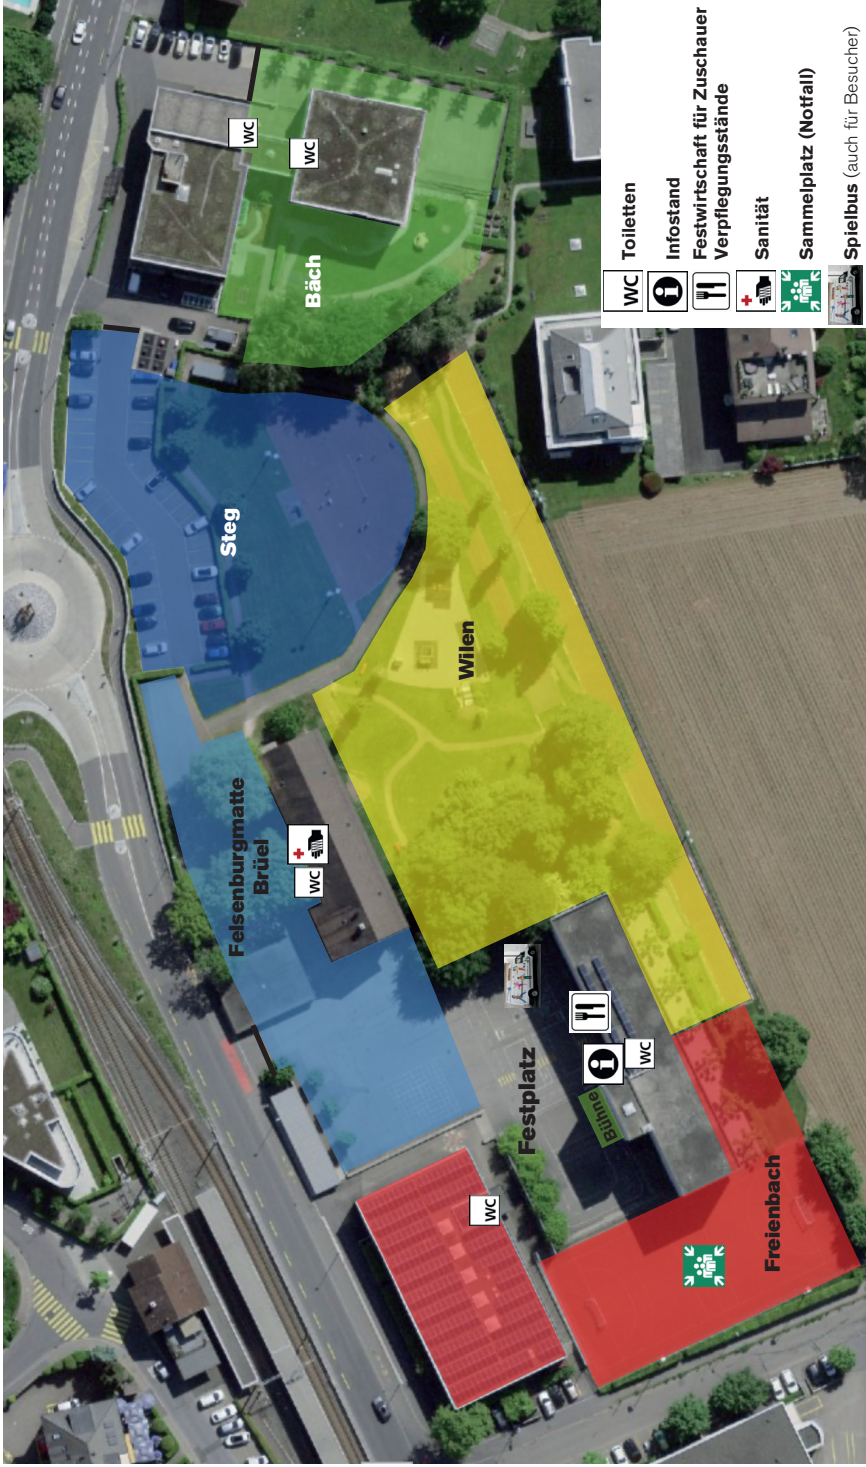 WC
WC
Bäch
Steg
Wilen
Felsenburgmatte
Brüel
WC
Festplatz
i
WC
Bühne
WC
Freienbach
WC Toiletten
i Infostand
Festwirtschaft für Zuschauer
Verpflegungsstände
Sanität
Sammelplatz (Notfall)
Spielbus (auch für Besucher)